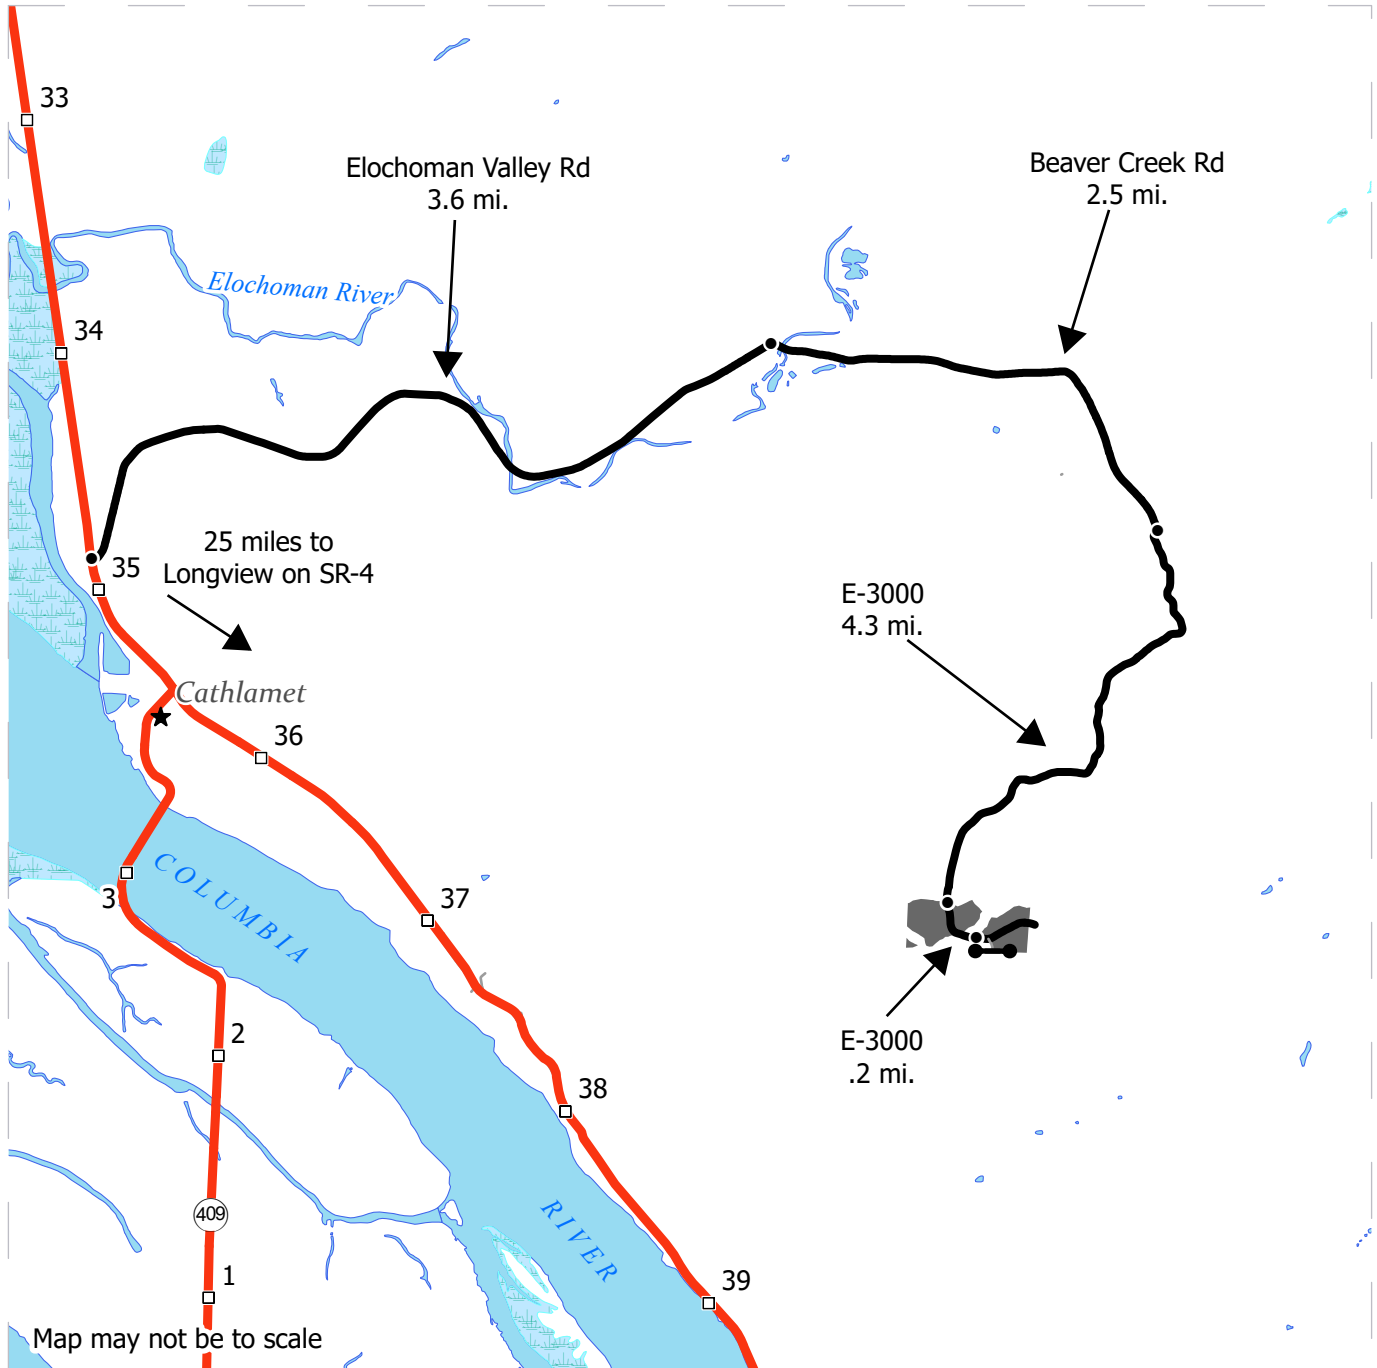 33
Elochoman Valley Rd
3.6 mi.
Beaver Creek Rd
2.5 mi.
Elochoman River
34
25 miles to
Longview on SR-4
35
E-3000
4.3 mi.
Cathlamet
36
COLUMBIA
3
37
2
E-3000
.2 mi.
38
RIVER
409
1
39
Map may not be to scale